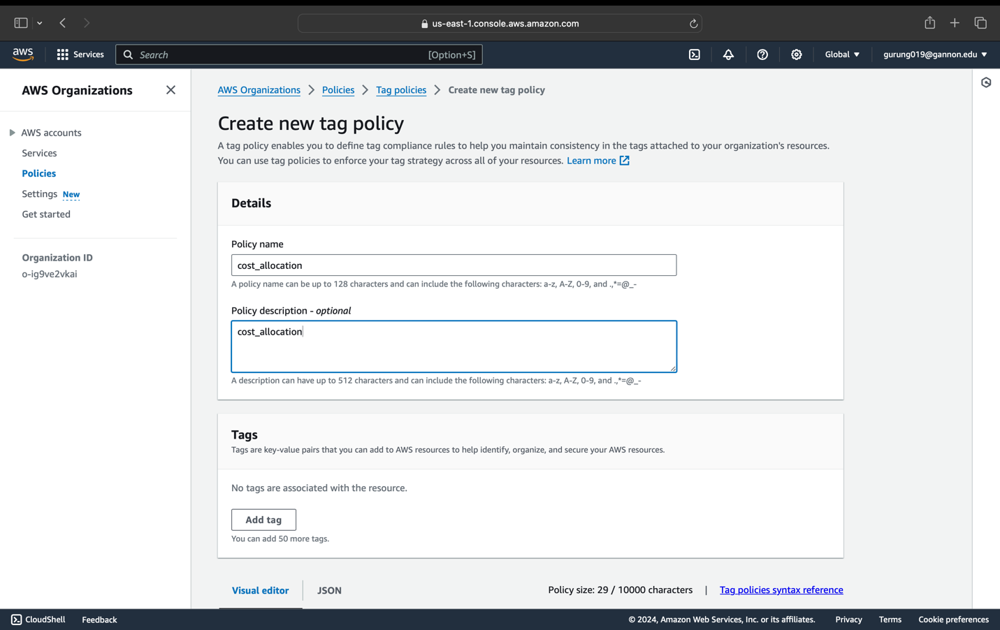 us-east-1.console.aws.amazon.com
aws
Services
Search
[Option+S]
Global
gurung019@gannon.edu
AWS Organizations
AWS accounts
Services
Policies
Settings New
Get started
Organization ID
o-ig9ve2vkai
AWS Organizations > Policies > Tag policies > Create new tag policy
Create new tag policy
A tag policy enables you to define tag compliance rules to help you maintain consistency in the tags attached to your organization's resources.
You can use tag policies to enforce your tag strategy across all of your resources. Learn more
Details
Policy name
cost_allocation
A policy name can be up to 128 characters and can include the following characters: a-z, A-Z, 0-9, and .,*=@_-
Policy description - optional
cost_allocation
A description can have up to 512 characters and can include the following characters: a-z, A-Z, 0-9, and .,*=@_-
Tags
Tags are key-value pairs that you can add to AWS resources to help identify, organize, and secure your AWS resources.
No tags are associated with the resource.
Add tag
You can add 50 more tags.
Visual editor
JSON
Policy size: 29 / 10000 characters | Tag policies syntax reference
CloudShell
Feedback
© 2024, Amazon Web Services, Inc. or its affiliates.
Privacy
Terms
Cookie preferences